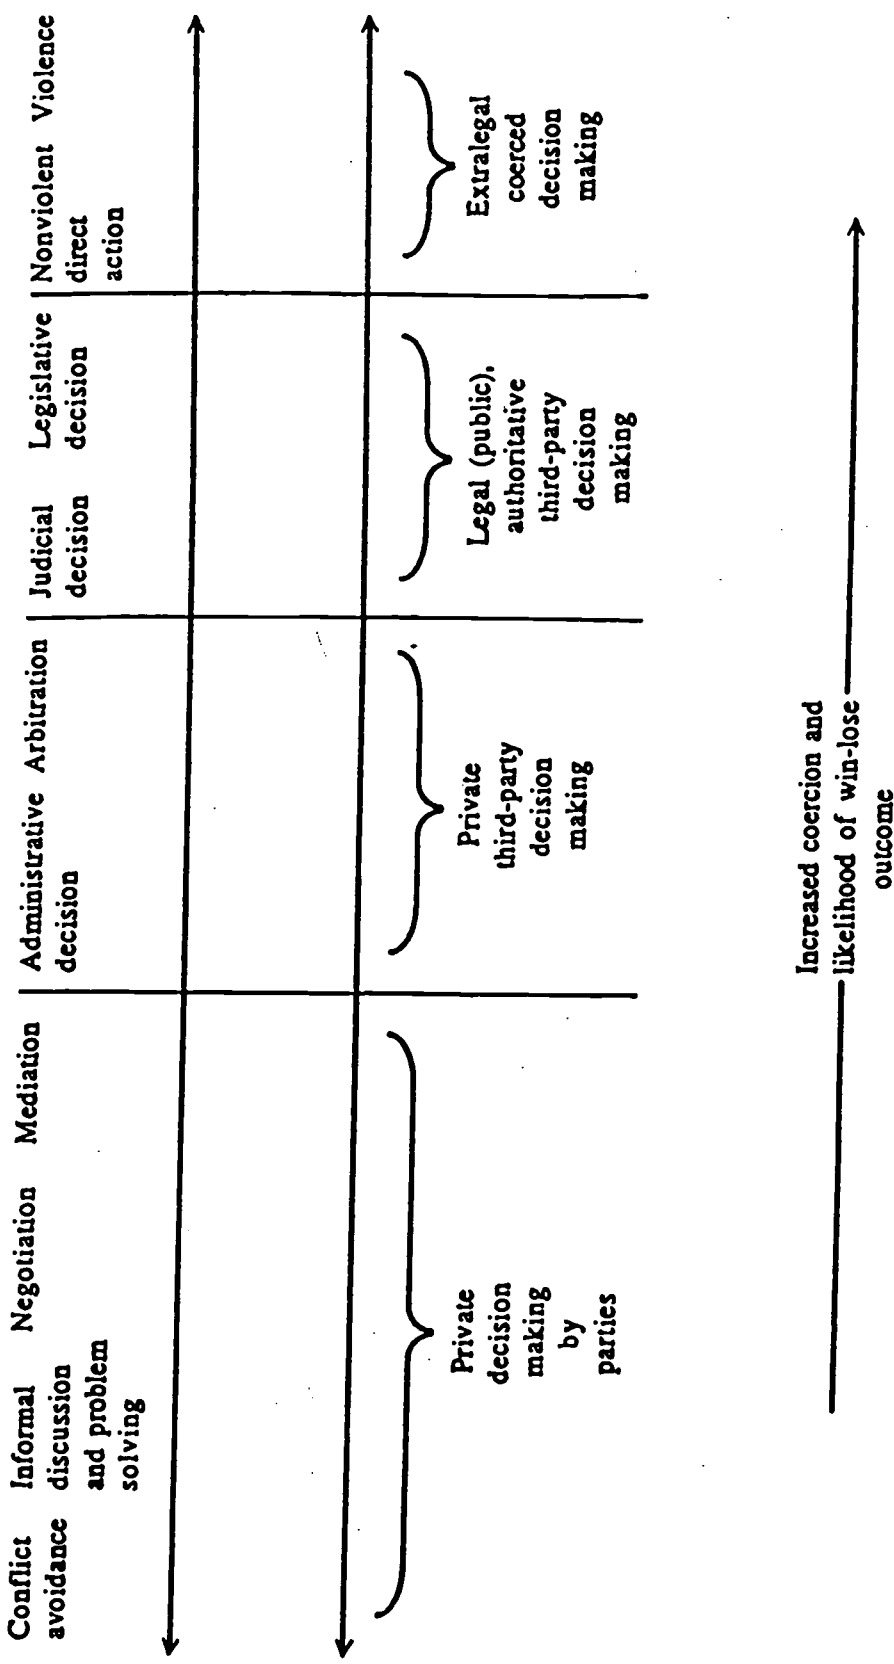 Conflict
avoidance
Informal
discussion
and problem
solving
Negotiation
Mediation
Administrative
decision
Arbitration
Judicial
decision
Legislative
decision
Nonviolent
direct
action
Violence
Private
decision
making
by
parties
Private
third-party
decision
making
Legal (public),
authoritative
third-party
decision
making
Extralegal
coerced
decision
making
Increased coercion and
likelihood of win-lose
outcome